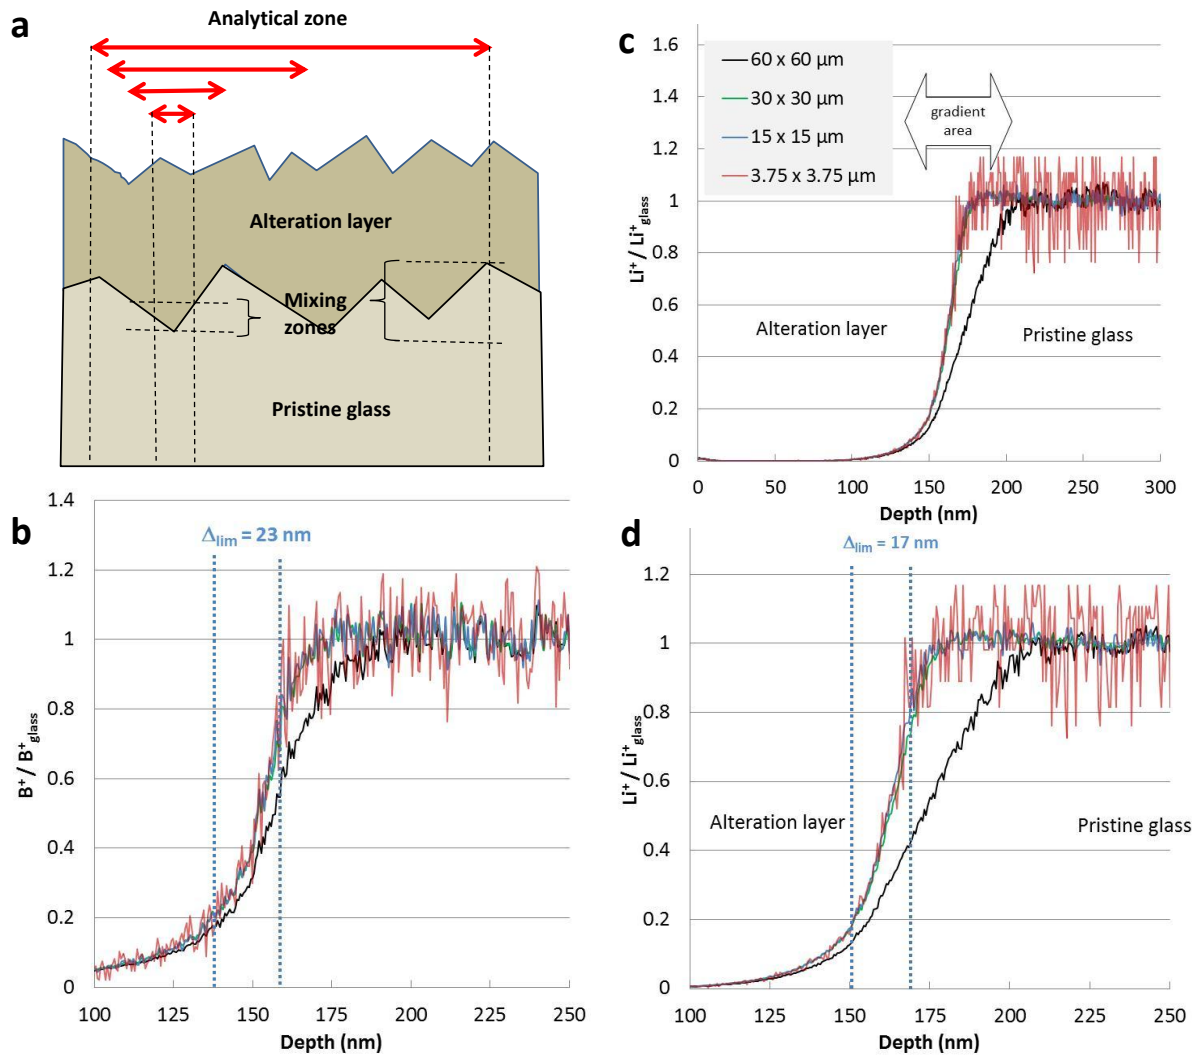 a
Analytical zone
Alteration layer
Mixing
zones
Pristine glass
b
Δlim = 23 nm
1.4
1.2
1
0.8
0.6
0.4
0.2
0
B⁺ / B⁺glass
100 125 150 175 200 225 250
Depth (nm)
c
1.6
1.4
1.2
1
0.8
0.6
0.4
0.2
0
Li⁺ / Li⁺glass
60 x 60 µm
30 x 30 µm
15 x 15 µm
3.75 x 3.75 µm
gradient
area
Alteration layer
Pristine glass
0 50 100 150 200 250 300
Depth (nm)
d
Δlim = 17 nm
1.2
1
0.8
0.6
0.4
0.2
0
Li⁺ / Li⁺glass
Alteration layer
Pristine glass
100 125 150 175 200 225 250
Depth (nm)